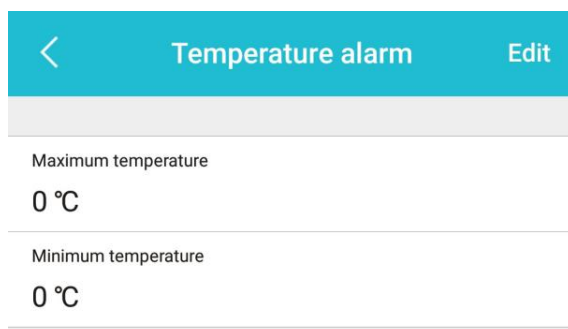 Temperature alarm Edit
Maximum temperature
0 ℃
Minimum temperature
0 ℃